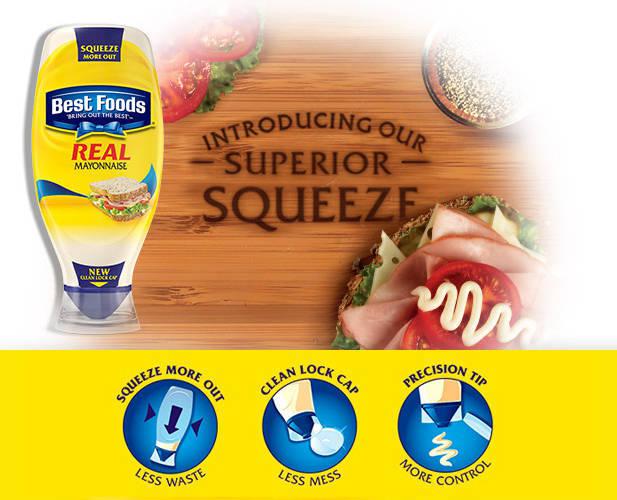 SQUEEZE
MORE OUT
Best Foods
"BRING OUT THE BEST"™
REAL
MAYONNAISE
NEW
CLEAN LOCK CAP
INTRODUCING OUR
SUPERIOR
SQUEEZE
SQUEEZE MORE OUT
LESS WASTE
CLEAN LOCK CAP
LESS MESS
PRECISION TIP
MORE CONTROL